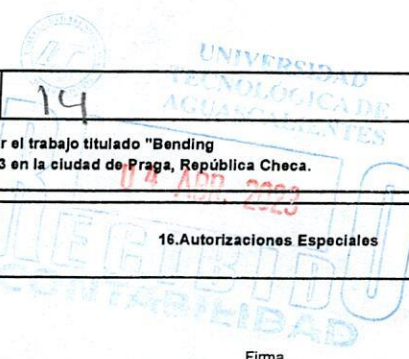 UNIVERSIDAD
TECNOLOGICA DE
AGUASCALIENTES
14
r el trabajo titulado "Bending
3 en la ciudad de Praga, República Checa.
04 ABR. 2023
16.Autorizaciones Especiales
RECIBIDO
CONTABILIDAD
Firma